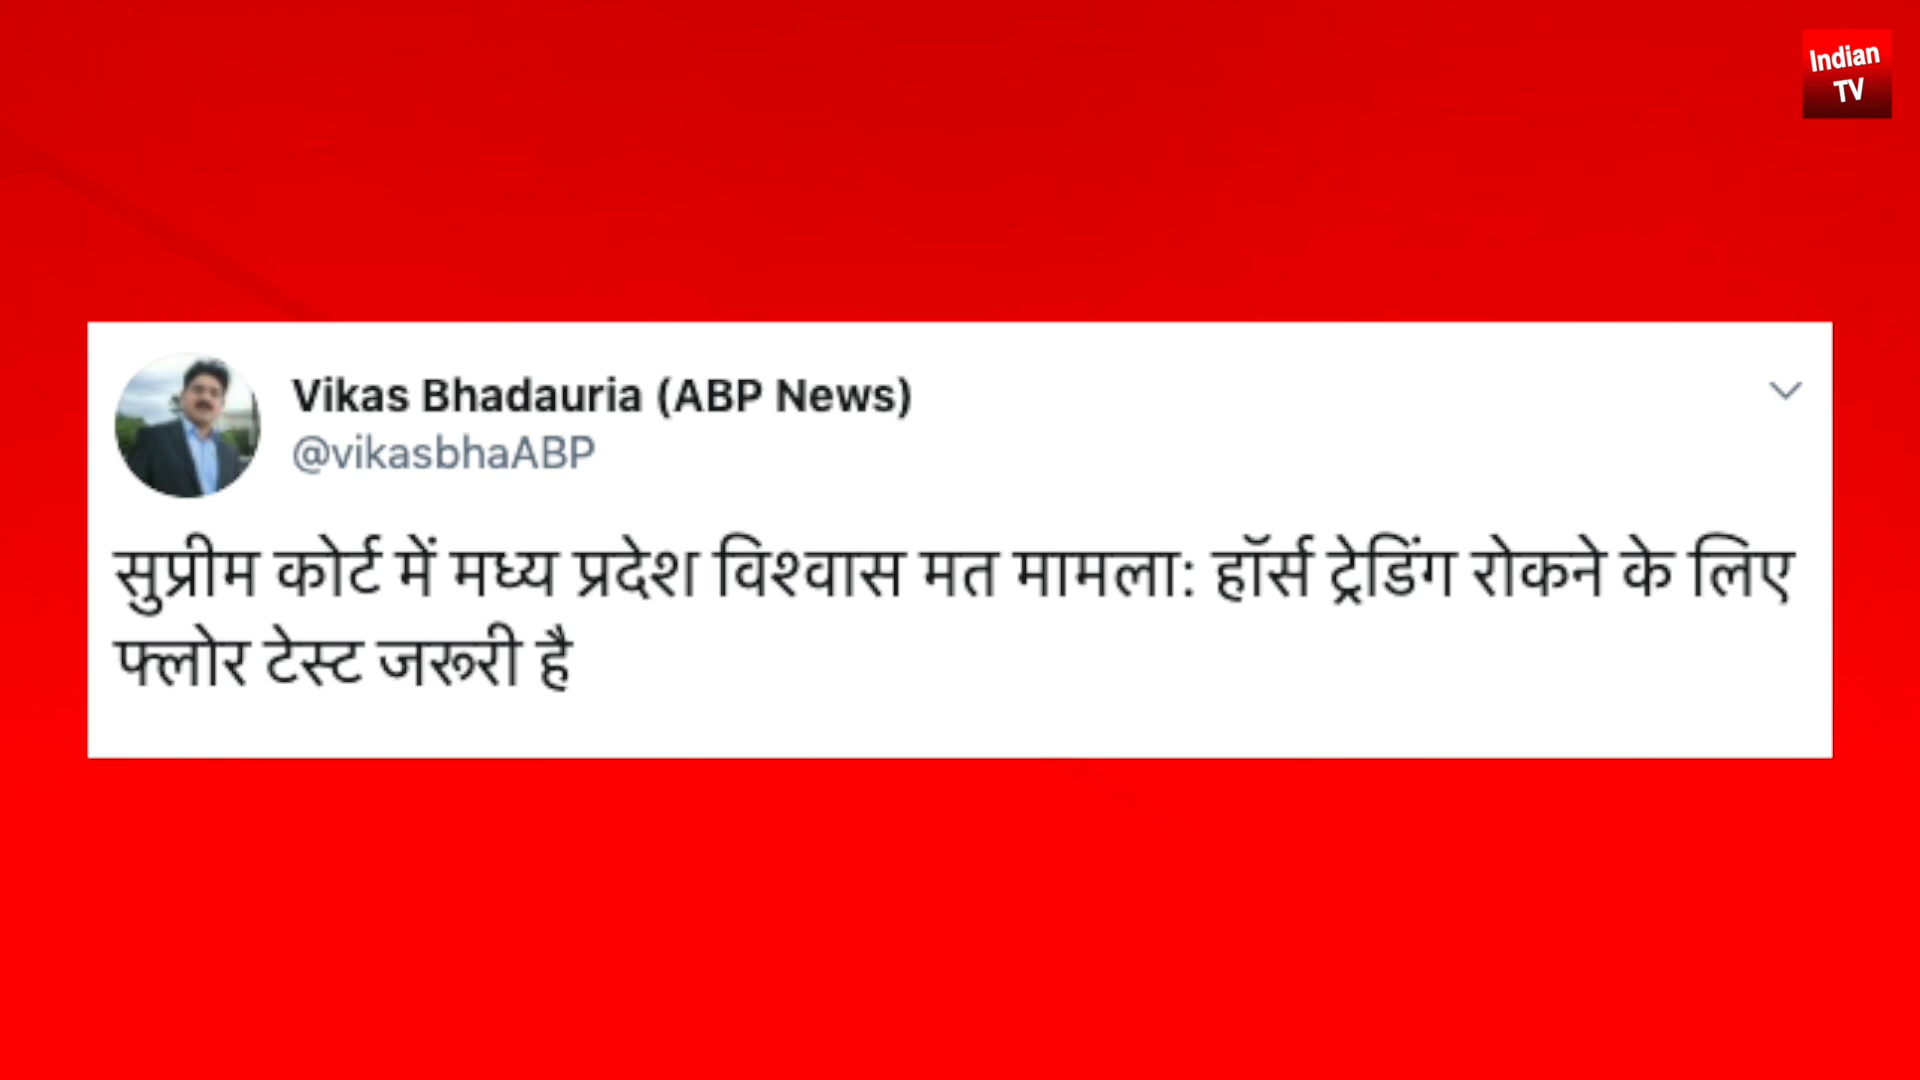 Indian
TV
Vikas Bhadauria (ABP News)
@vikasbhaABP
सुप्रीम कोर्ट में मध्य प्रदेश विश्वास मत मामला: हॉर्स ट्रेडिंग रोकने के लिए
फ्लोर टेस्ट जरूरी है